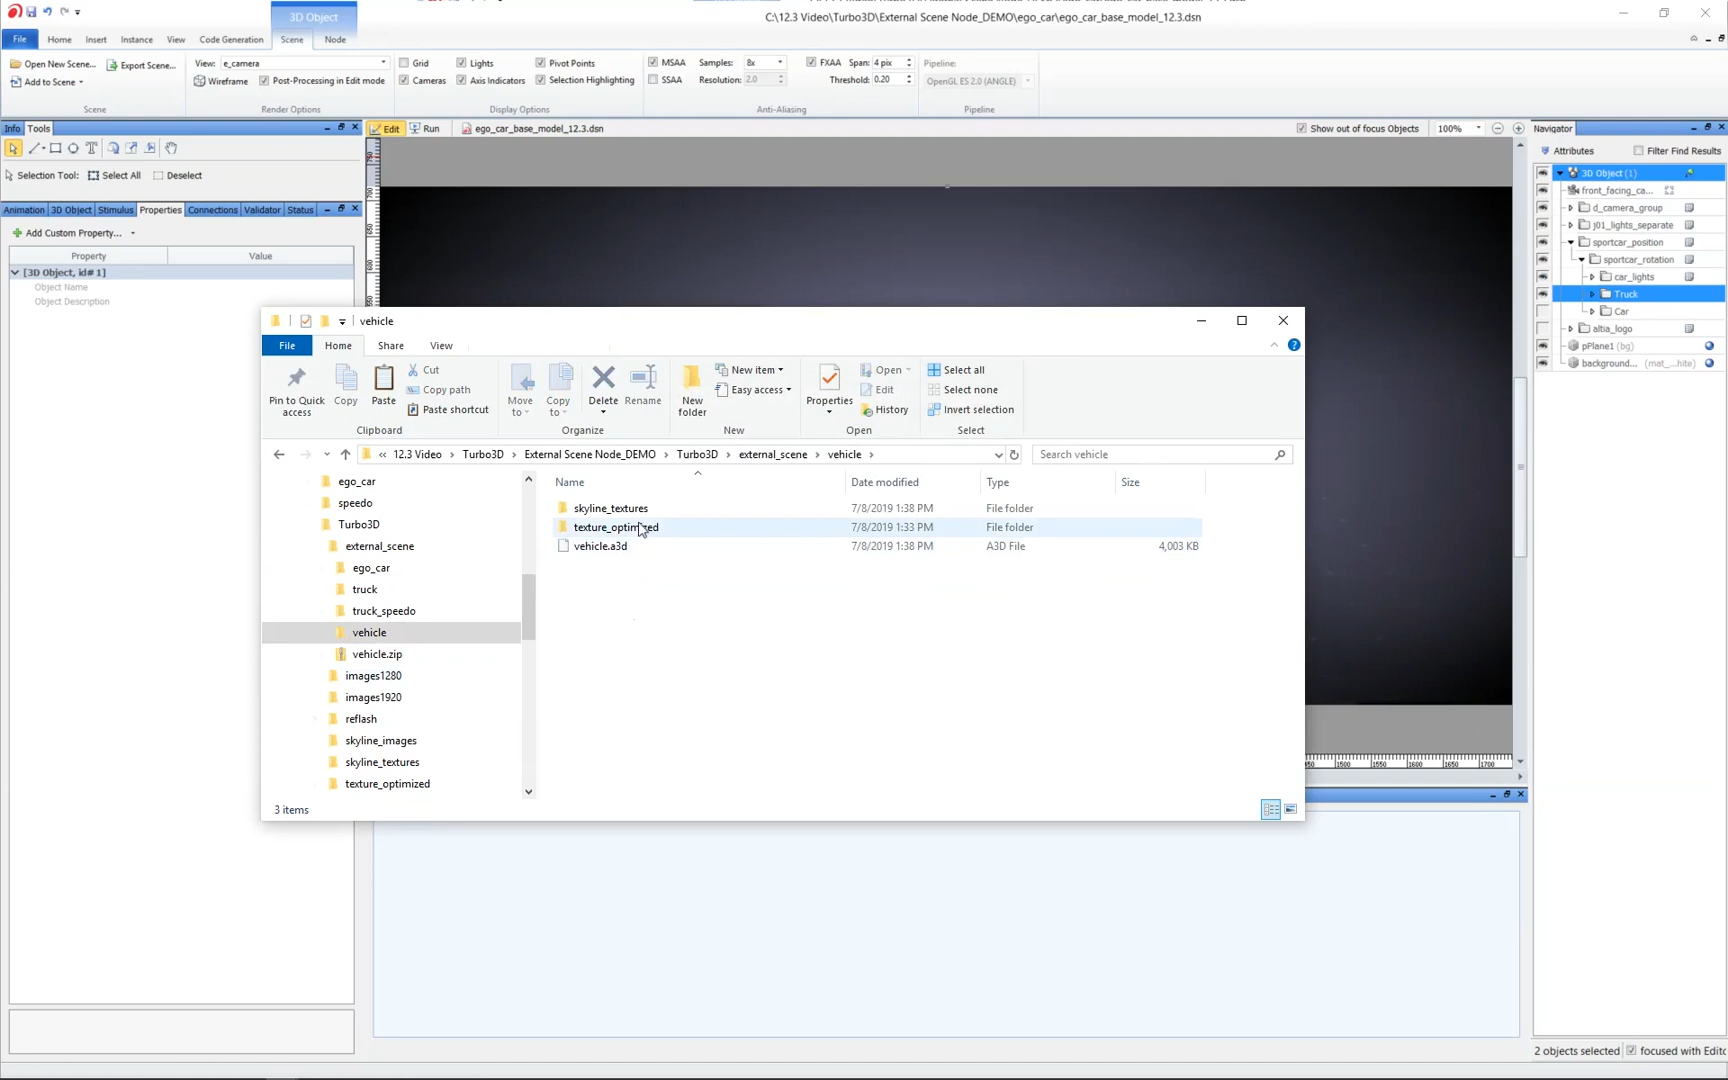 3D Object
C:\12.3 Video\Turbo3D\External Scene Node_DEMO\ego_car\ego_car_base_model_12.3.dsn
File Home Insert Instance View Code Generation Scene Node
Open New Scene... Export Scene...
Add to Scene
Scene
View: e_camera
Wireframe Post-Processing in Edit mode
Render Options
Grid Lights Pivot Points
Cameras Axis Indicators Selection Highlighting
Display Options
MSAA Samples: 8x FXAA Span: 4 pix
SSAA Resolution: 2.0 Threshold: 0.20
Anti-Aliasing
Pipeline:
OpenGL ES 2.0 (ANGLE)
Pipeline
Info Tools
Selection Tool: Select All Deselect
Animation 3D Object Stimulus Properties Connections Validator Status
Add Custom Property...
Property Value
[3D Object, id# 1]
Object Name
Object Description
Edit Run ego_car_base_model_12.3.dsn
Show out of focus Objects 100%
Navigator
Attributes Filter Find Results
3D Object (1)
front_facing_ca...
d_camera_group
j01_lights_separate
sportcar_position
sportcar_rotation
car_lights
Truck
Car
altia_logo
pPlane1 (bg)
background... (mat_...hite)
vehicle
File Home Share View
Pin to Quick access
Copy
Paste
Cut
Copy path
Paste shortcut
Clipboard
Move to
Copy to
Delete
Rename
Organize
New folder
New item
Easy access
New
Properties
Open
Edit
History
Open
Select all
Select none
Invert selection
Select
« 12.3 Video › Turbo3D › External Scene Node_DEMO › Turbo3D › external_scene › vehicle ›
Search vehicle
ego_car
speedo
Turbo3D
external_scene
ego_car
truck
truck_speedo
vehicle
vehicle.zip
images1280
images1920
reflash
skyline_images
skyline_textures
texture_optimized
Name Date modified Type Size
skyline_textures 7/8/2019 1:38 PM File folder
texture_optimized 7/8/2019 1:33 PM File folder
vehicle.a3d 7/8/2019 1:38 PM A3D File 4,003 KB
3 items
1500 1550 1600 1650 1700
2 objects selected focused with Edito